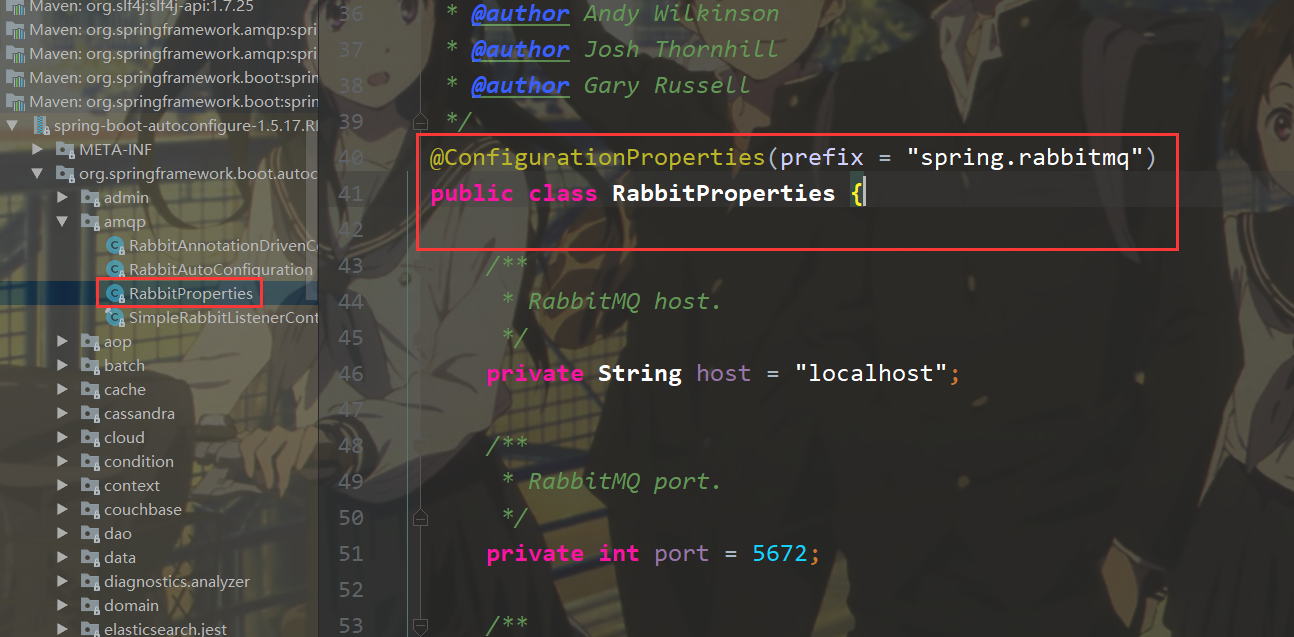 Maven: org.slf4j:slf4j-api:1.7.25
Maven: org.springframework.amqp:spri
Maven: org.springframework.amqp:spri
Maven: org.springframework.boot:sprin
Maven: org.springframework.boot:sprin
spring-boot-autoconfigure-1.5.17.RE
META-INF
org.springframework.boot.autoc
admin
amqp
RabbitAnnotationDrivenCo
RabbitAutoConfiguration
RabbitProperties
SimpleRabbitListenerCont
aop
batch
cache
cassandra
cloud
condition
context
couchbase
dao
data
diagnostics.analyzer
domain
elasticsearch.jest
36 * @author Andy Wilkinson
37 * @author Josh Thornhill
38 * @author Gary Russell
39 */
40 @ConfigurationProperties(prefix = "spring.rabbitmq")
41 public class RabbitProperties {
42
43 /**
44 * RabbitMQ host.
45 */
46 private String host = "localhost";
47
48 /**
49 * RabbitMQ port.
50 */
51 private int port = 5672;
52
53 /**